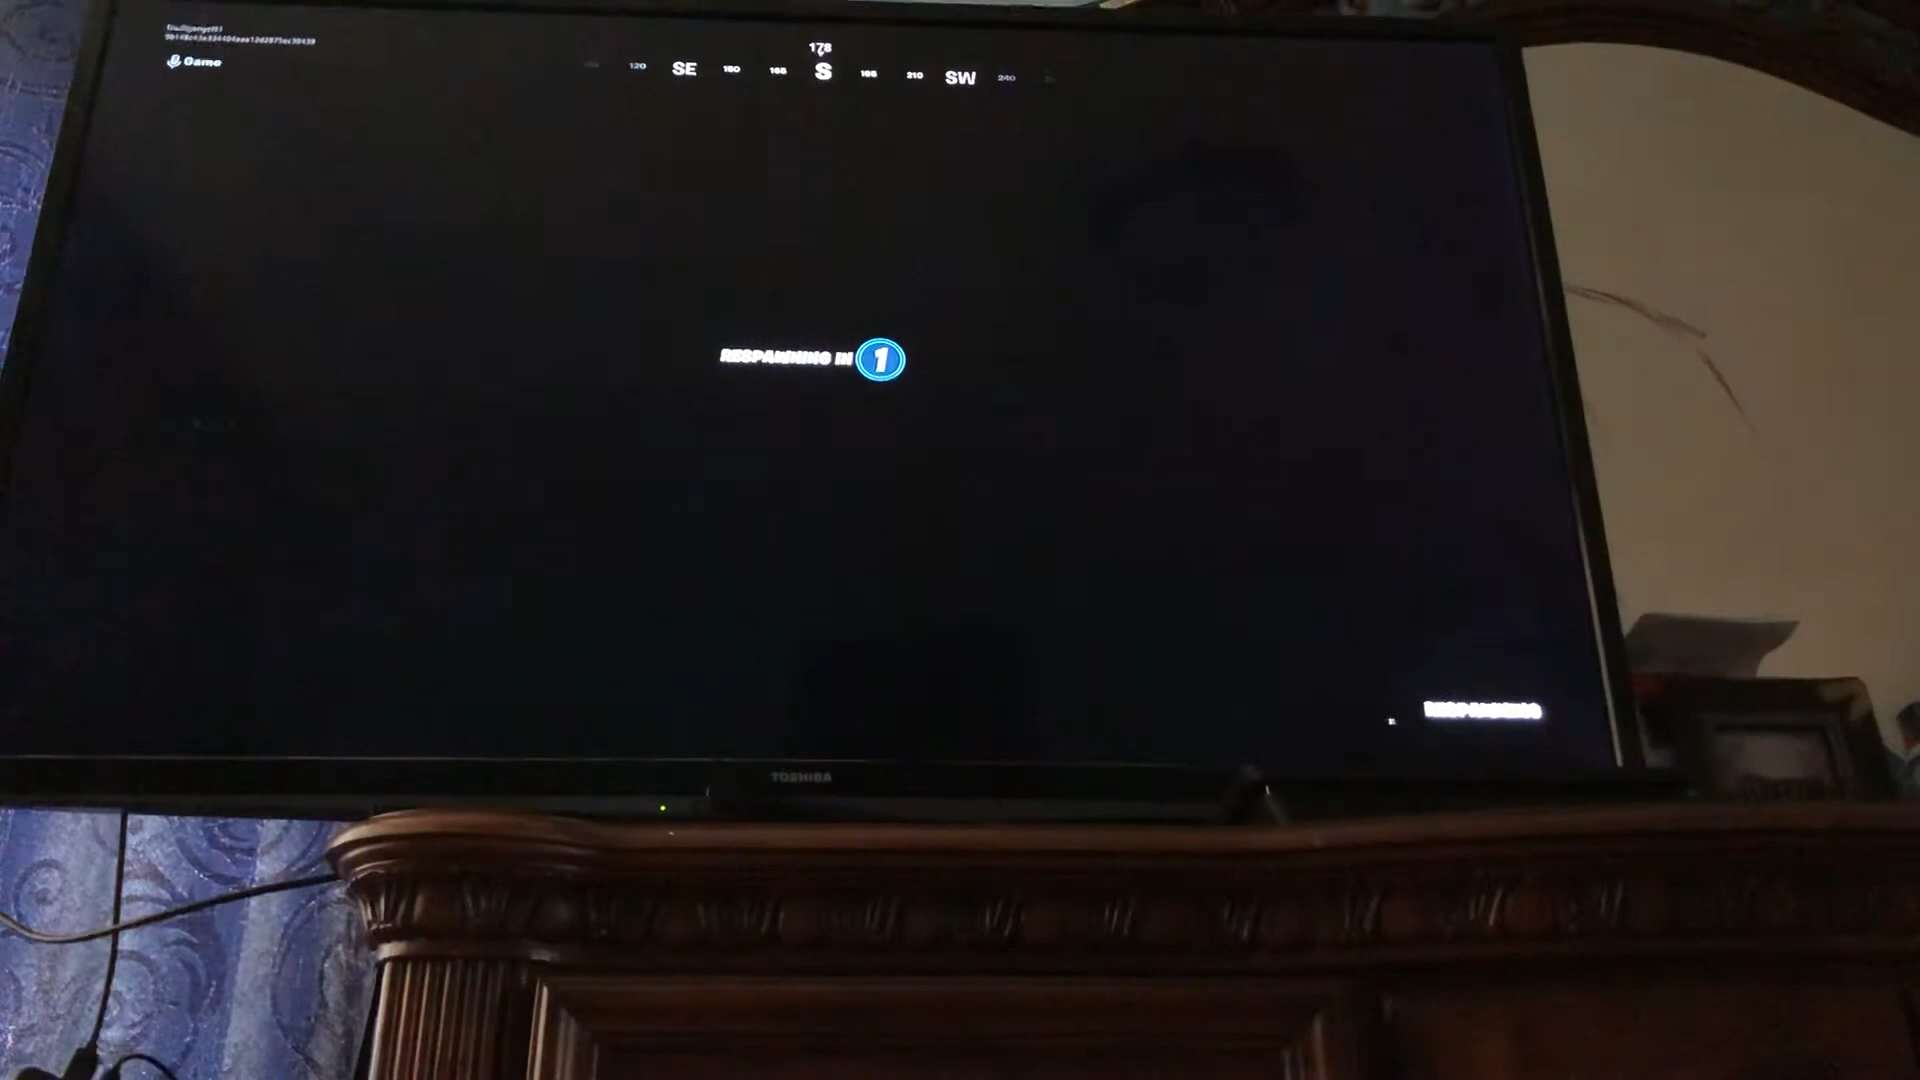 Game
178
120 SE 150 165 S 195 210 SW 240
RESPAWNING IN 1
RESPAWNING
TOSHIBA